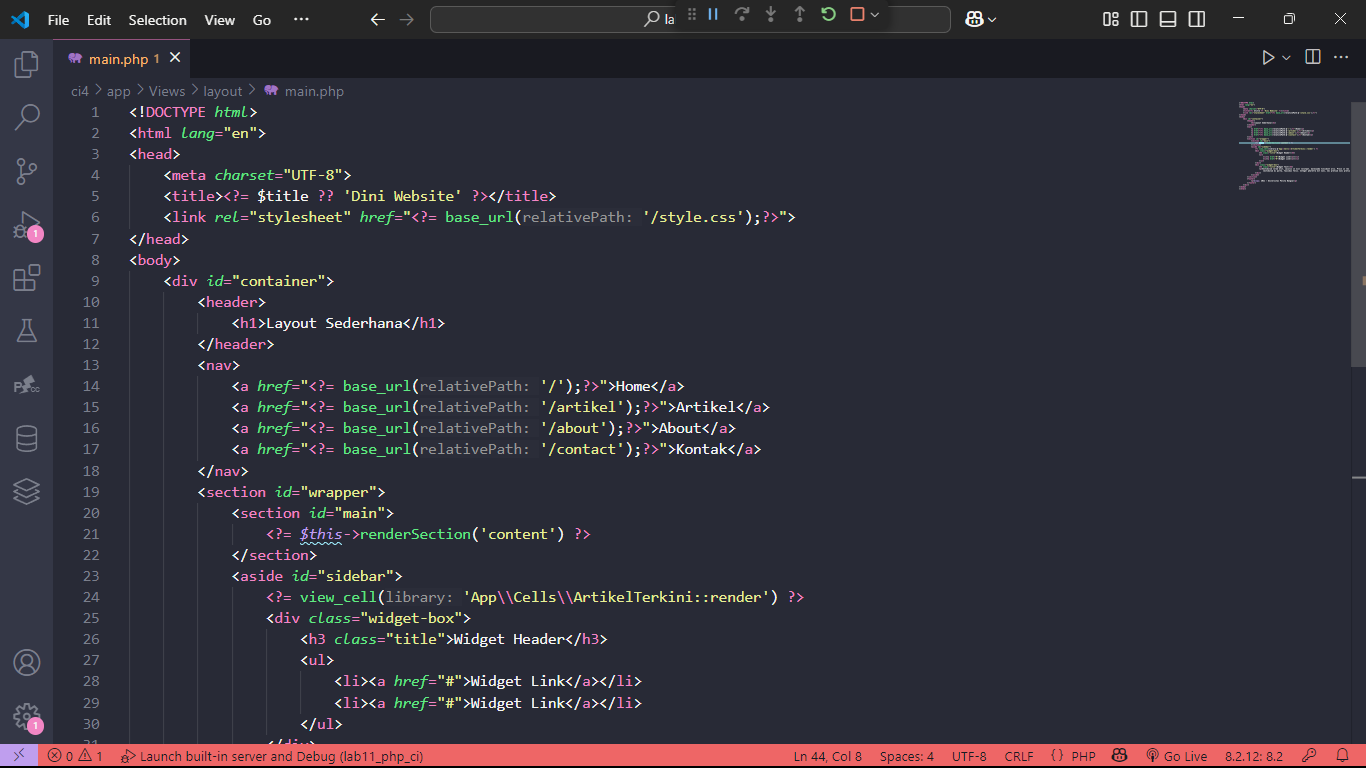 File Edit Selection View Go ··· la
main.php 1
ci4 > app > Views > layout > main.php
1 <!DOCTYPE html>
2 <html lang="en">
3 <head>
4 <meta charset="UTF-8">
5 <title><?= $title ?? 'Dini Website' ?></title>
6 <link rel="stylesheet" href="<?= base_url(relativePath: '/style.css');?>">
7 </head>
8 <body>
9 <div id="container">
10 <header>
11 <h1>Layout Sederhana</h1>
12 </header>
13 <nav>
14 <a href="<?= base_url(relativePath: '/');?>">Home</a>
15 <a href="<?= base_url(relativePath: '/artikel');?>">Artikel</a>
16 <a href="<?= base_url(relativePath: '/about');?>">About</a>
17 <a href="<?= base_url(relativePath: '/contact');?>">Kontak</a>
18 </nav>
19 <section id="wrapper">
20 <section id="main">
21 <?= $this->renderSection('content') ?>
22 </section>
23 <aside id="sidebar">
24 <?= view_cell(library: 'App\\Cells\\ArtikelTerkini::render') ?>
25 <div class="widget-box">
26 <h3 class="title">Widget Header</h3>
27 <ul>
28 <li><a href="#">Widget Link</a></li>
29 <li><a href="#">Widget Link</a></li>
30 </ul>
31 </div>
1
1
0 1 Launch built-in server and Debug (lab11_php_ci) Ln 44, Col 8 Spaces: 4 UTF-8 CRLF {} PHP Go Live 8.2.12: 8.2